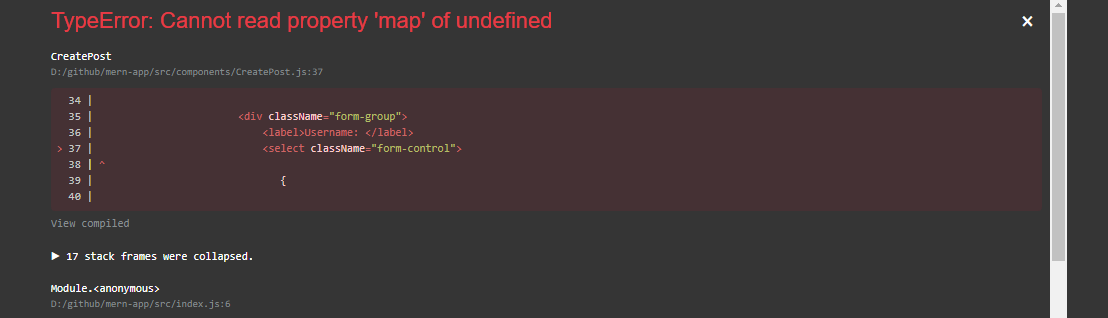 TypeError: Cannot read property 'map' of undefined
×
CreatePost
D:/github/mern-app/src/components/CreatePost.js:37
34 |
35 | <div className="form-group">
36 | <label>Username: </label>
> 37 | <select className="form-control">
38 | ^
39 | {
40 |
View compiled
▶ 17 stack frames were collapsed.
Module.<anonymous>
D:/github/mern-app/src/index.js:6